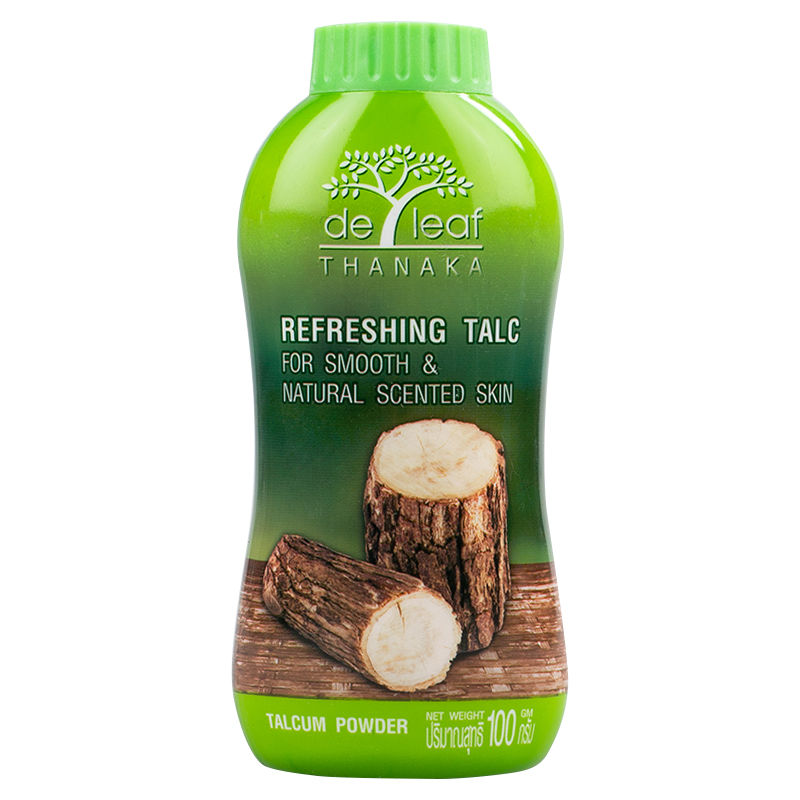 de leaf
THANAKA
REFRESHING TALC
FOR SMOOTH &
NATURAL SCENTED SKIN
TALCUM POWDER
NET WEIGHT 100 GM
ปริมาณสุทธิ 100 กรัม